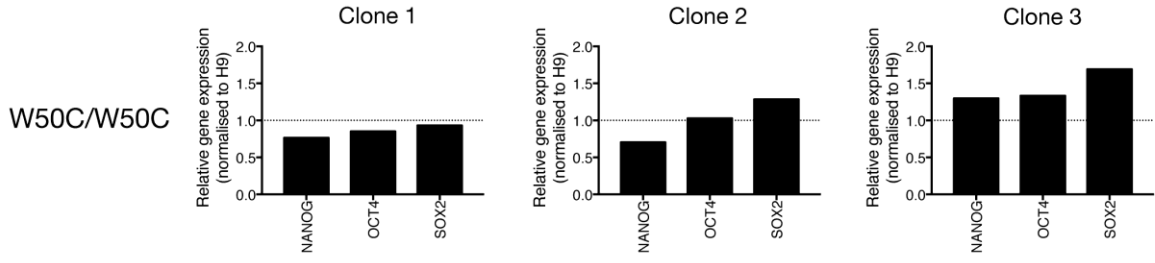 Clone 1
Clone 2
Clone 3
W50C/W50C
Relative gene expression
(normalised to H9)
2.0
1.5
1.0
0.5
0.0
NANOG
OCT4
SOX2
Relative gene expression
(normalised to H9)
2.0
1.5
1.0
0.5
0.0
NANOG
OCT4
SOX2
Relative gene expression
(normalised to H9)
2.0
1.5
1.0
0.5
0.0
NANOG
OCT4
SOX2